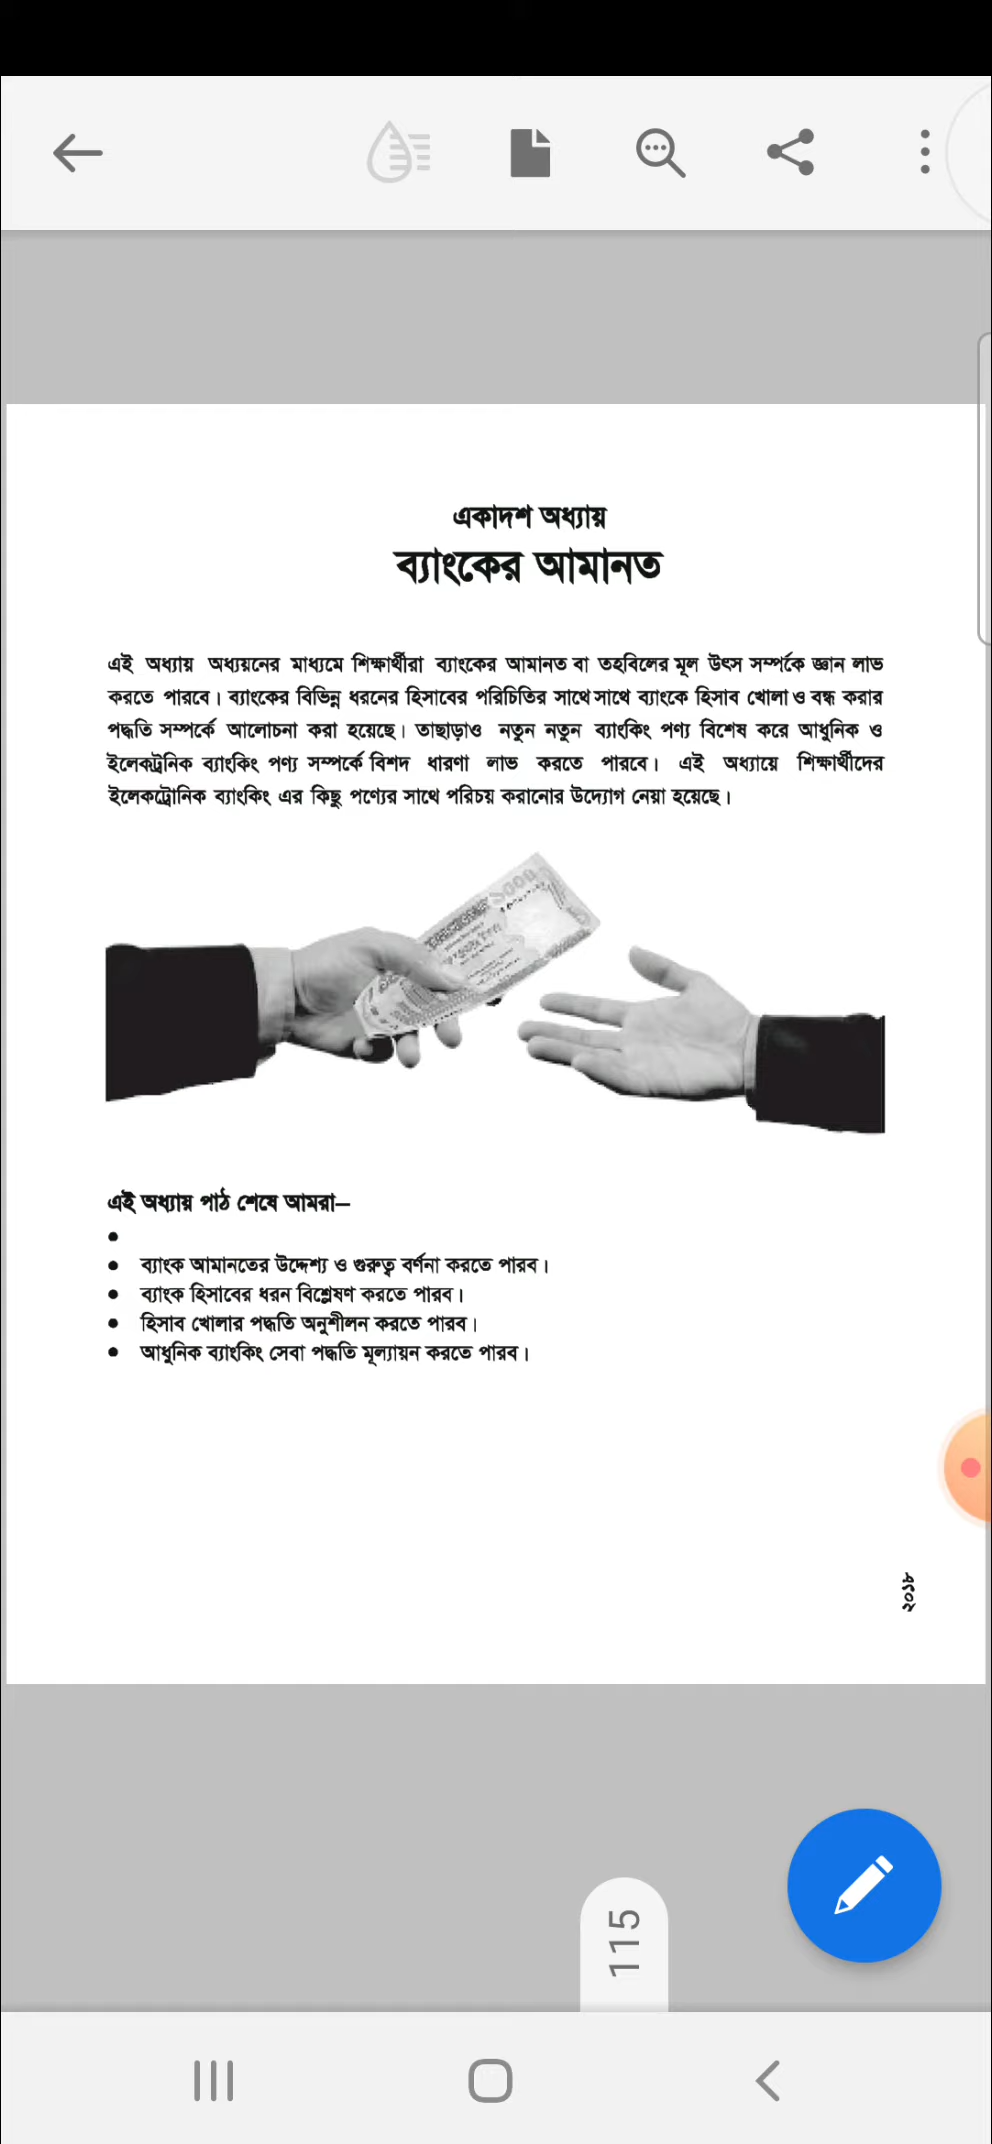 একাদশ অধ্যায়
ব্যাংকের আমানত
এই অধ্যায় অধ্যয়নের মাধ্যমে শিক্ষার্থীরা ব্যাংকের আমানত বা তহবিলের মূল উৎস সম্পর্কে জ্ঞান লাভ
করতে পারবে। ব্যাংকের বিভিন্ন ধরনের হিসাবের পরিচিতির সাথে সাথে ব্যাংকে হিসাব খোলা ও বন্ধ করার
পদ্ধতি সম্পর্কে আলোচনা করা হয়েছে। তাছাড়াও নতুন নতুন ব্যাংকিং পণ্য বিশেষ করে আধুনিক ও
ইলেকট্রনিক ব্যাংকিং পণ্য সম্পর্কে বিশদ ধারণা লাভ করতে পারবে। এই অধ্যায়ে শিক্ষার্থীদের
ইলেকট্রোনিক ব্যাংকিং এর কিছু পণ্যের সাথে পরিচয় করানোর উদ্যোগ নেয়া হয়েছে।
এই অধ্যায় পাঠ শেষে আমরা–
•
• ব্যাংক আমানতের উদ্দেশ্য ও গুরুত্ব বর্ণনা করতে পারব।
• ব্যাংক হিসাবের ধরন বিশ্লেষণ করতে পারব।
• হিসাব খোলার পদ্ধতি অনুশীলন করতে পারব।
• আধুনিক ব্যাংকিং সেবা পদ্ধতি মূল্যায়ন করতে পারব।
২০১৮
115